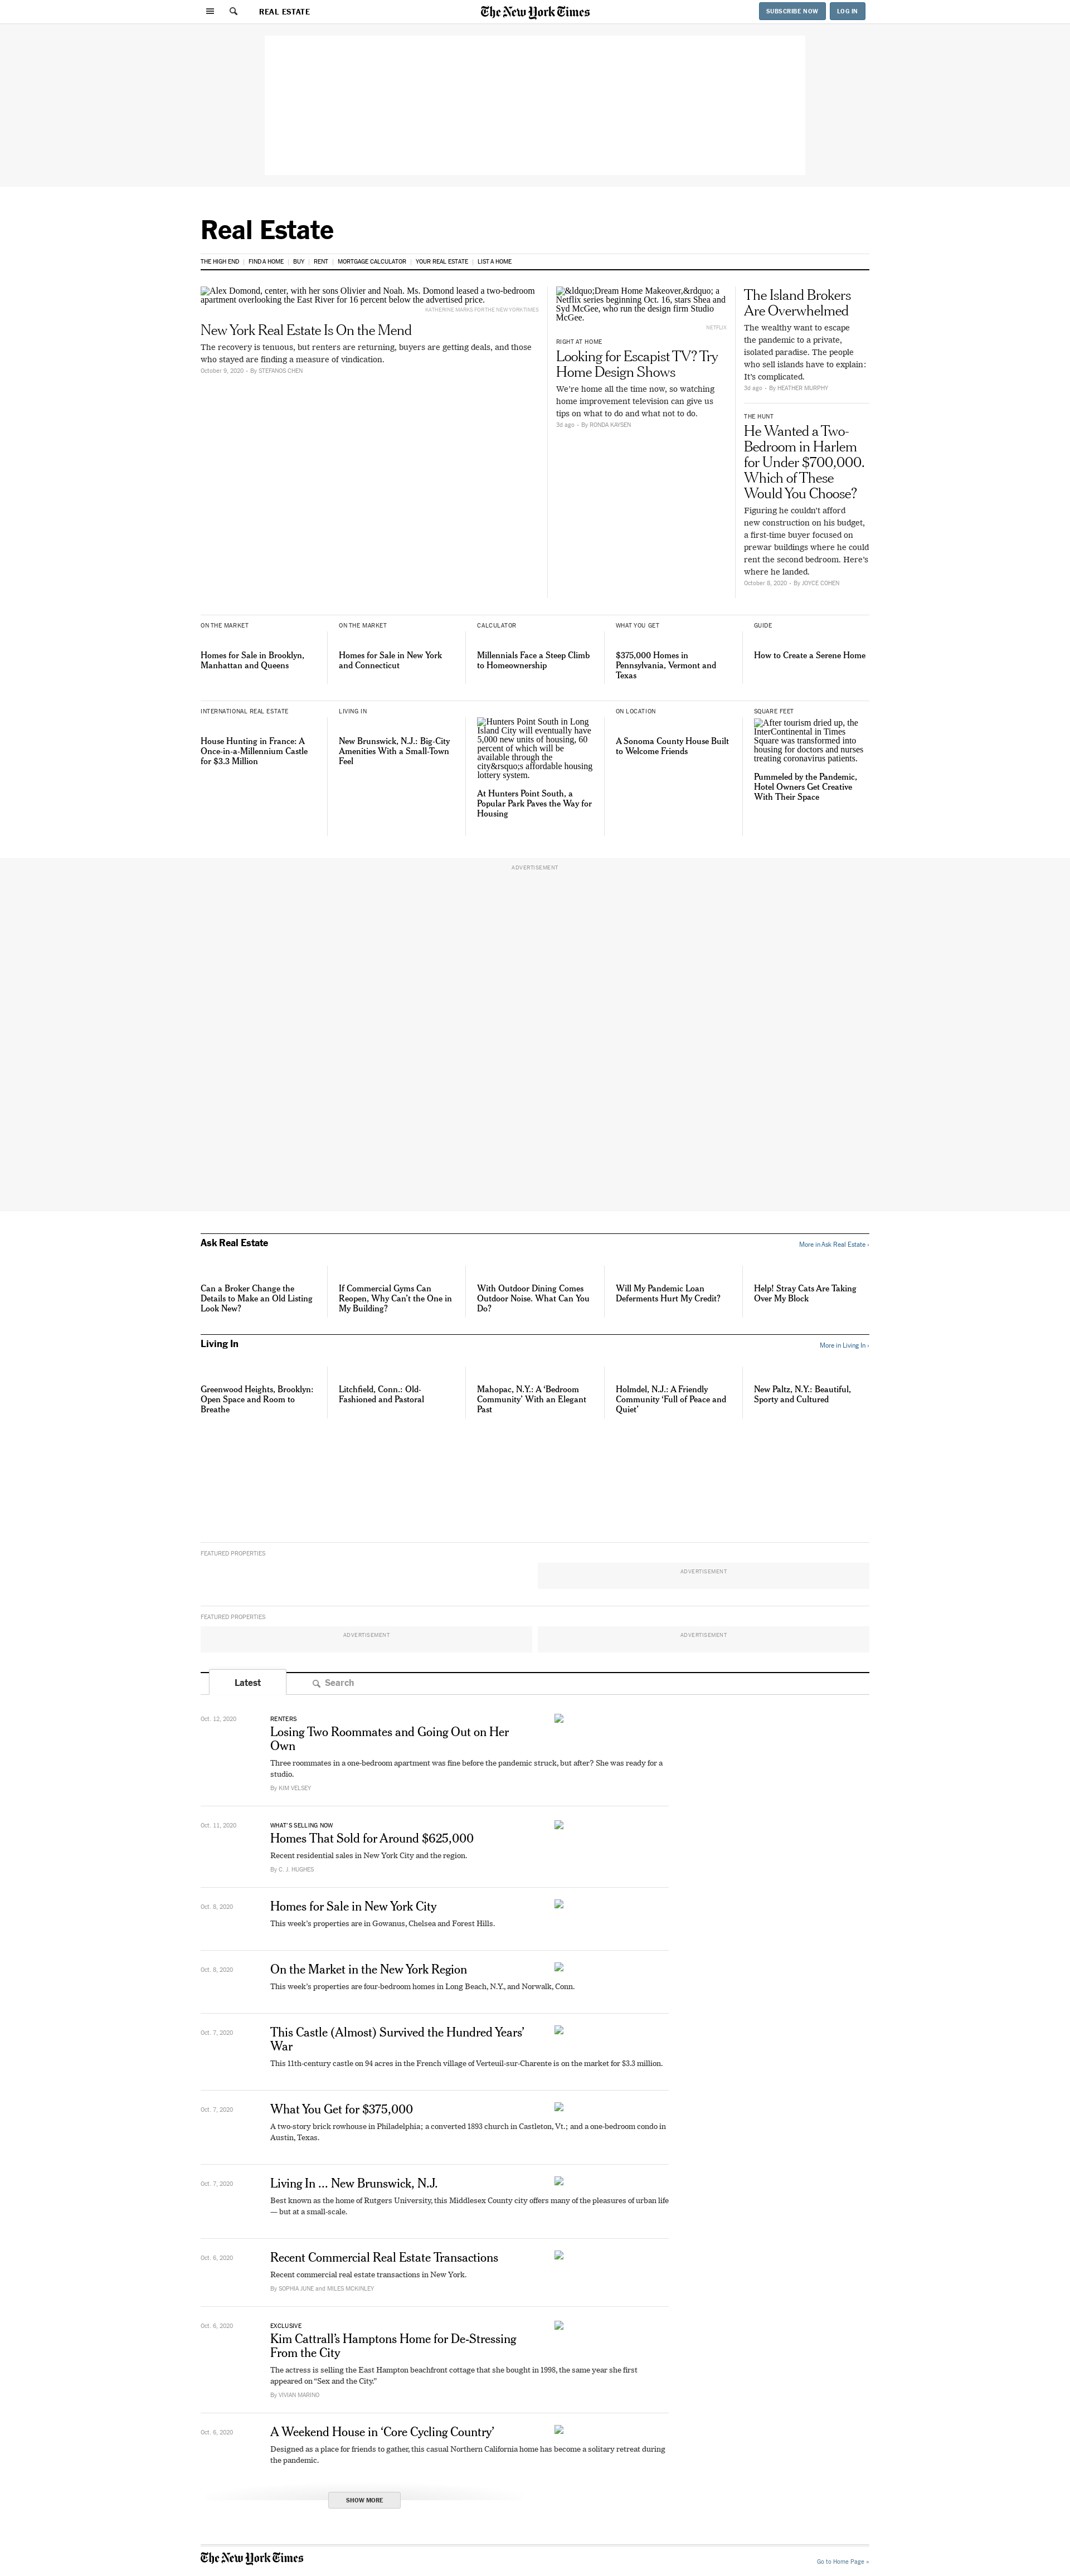 REAL ESTATE
The New York Times
SUBSCRIBE NOW
LOG IN
Real Estate
THE HIGH END
FIND A HOME
BUY
RENT
MORTGAGE CALCULATOR
YOUR REAL ESTATE
LIST A HOME
Alex Domond, center, with her sons Olivier and Noah. Ms. Domond leased a two-bedroom
apartment overlooking the East River for 16 percent below the advertised price.
KATHERINE MARKS FOR THE NEW YORK TIMES
New York Real Estate Is On the Mend
The recovery is tenuous, but renters are returning, buyers are getting deals, and those
who stayed are finding a measure of vindication.
October 9, 2020 - By STEFANOS CHEN
&ldquo;Dream Home Makeover,&rdquo; a
Netflix series beginning Oct. 16, stars Shea and
Syd McGee, who run the design firm Studio
McGee.
NETFLIX
RIGHT AT HOME
Looking for Escapist TV? Try
Home Design Shows
We're home all the time now, so watching
home improvement television can give us
tips on what to do and what not to do.
3d ago - By RONDA KAYSEN
The Island Brokers
Are Overwhelmed
The wealthy want to escape
the pandemic to a private,
isolated paradise. The people
who sell islands have to explain:
It's complicated.
3d ago - By HEATHER MURPHY
THE HUNT
He Wanted a Two-
Bedroom in Harlem
for Under $700,000.
Which of These
Would You Choose?
Figuring he couldn't afford
new construction on his budget,
a first-time buyer focused on
prewar buildings where he could
rent the second bedroom. Here's
where he landed.
October 8, 2020 - By JOYCE COHEN
ON THE MARKET
Homes for Sale in Brooklyn,
Manhattan and Queens
ON THE MARKET
Homes for Sale in New York
and Connecticut
CALCULATOR
Millennials Face a Steep Climb
to Homeownership
WHAT YOU GET
$375,000 Homes in
Pennsylvania, Vermont and
Texas
GUIDE
How to Create a Serene Home
INTERNATIONAL REAL ESTATE
House Hunting in France: A
Once-in-a-Millennium Castle
for $3.3 Million
LIVING IN
New Brunswick, N.J.: Big-City
Amenities With a Small-Town
Feel
Hunters Point South in Long
Island City will eventually have
5,000 new units of housing, 60
percent of which will be
available through the
city&rsquo;s affordable housing
lottery system.
At Hunters Point South, a
Popular Park Paves the Way for
Housing
ON LOCATION
A Sonoma County House Built
to Welcome Friends
SQUARE FEET
After tourism dried up, the
InterContinental in Times
Square was transformed into
housing for doctors and nurses
treating coronavirus patients.
Pummeled by the Pandemic,
Hotel Owners Get Creative
With Their Space
ADVERTISEMENT
Ask Real Estate
More in Ask Real Estate ›
Can a Broker Change the
Details to Make an Old Listing
Look New?
If Commercial Gyms Can
Reopen, Why Can't the One in
My Building?
With Outdoor Dining Comes
Outdoor Noise. What Can You
Do?
Will My Pandemic Loan
Deferments Hurt My Credit?
Help! Stray Cats Are Taking
Over My Block
Living In
More in Living In ›
Greenwood Heights, Brooklyn:
Open Space and Room to
Breathe
Litchfield, Conn.: Old-
Fashioned and Pastoral
Mahopac, N.Y.: A ‘Bedroom
Community’ With an Elegant
Past
Holmdel, N.J.: A Friendly
Community ‘Full of Peace and
Quiet’
New Paltz, N.Y.: Beautiful,
Sporty and Cultured
FEATURED PROPERTIES
ADVERTISEMENT
FEATURED PROPERTIES
ADVERTISEMENT
ADVERTISEMENT
Latest
Search
Oct. 12, 2020
RENTERS
Losing Two Roommates and Going Out on Her
Own
Three roommates in a one-bedroom apartment was fine before the pandemic struck, but after? She was ready for a
studio.
By KIM VELSEY
Oct. 11, 2020
WHAT'S SELLING NOW
Homes That Sold for Around $625,000
Recent residential sales in New York City and the region.
By C. J. HUGHES
Oct. 8, 2020
Homes for Sale in New York City
This week's properties are in Gowanus, Chelsea and Forest Hills.
Oct. 8, 2020
On the Market in the New York Region
This week's properties are four-bedroom homes in Long Beach, N.Y., and Norwalk, Conn.
Oct. 7, 2020
This Castle (Almost) Survived the Hundred Years’
War
This 11th-century castle on 94 acres in the French village of Verteuil-sur-Charente is on the market for $3.3 million.
Oct. 7, 2020
What You Get for $375,000
A two-story brick rowhouse in Philadelphia; a converted 1893 church in Castleton, Vt.; and a one-bedroom condo in
Austin, Texas.
Oct. 7, 2020
Living In ... New Brunswick, N.J.
Best known as the home of Rutgers University, this Middlesex County city offers many of the pleasures of urban life
— but at a small-scale.
Oct. 6, 2020
Recent Commercial Real Estate Transactions
Recent commercial real estate transactions in New York.
By SOPHIA JUNE and MILES MCKINLEY
Oct. 6, 2020
EXCLUSIVE
Kim Cattrall’s Hamptons Home for De-Stressing
From the City
The actress is selling the East Hampton beachfront cottage that she bought in 1998, the same year she first
appeared on “Sex and the City.”
By VIVIAN MARINO
Oct. 6, 2020
A Weekend House in ‘Core Cycling Country’
Designed as a place for friends to gather, this casual Northern California home has become a solitary retreat during
the pandemic.
SHOW MORE
The New York Times
Go to Home Page »